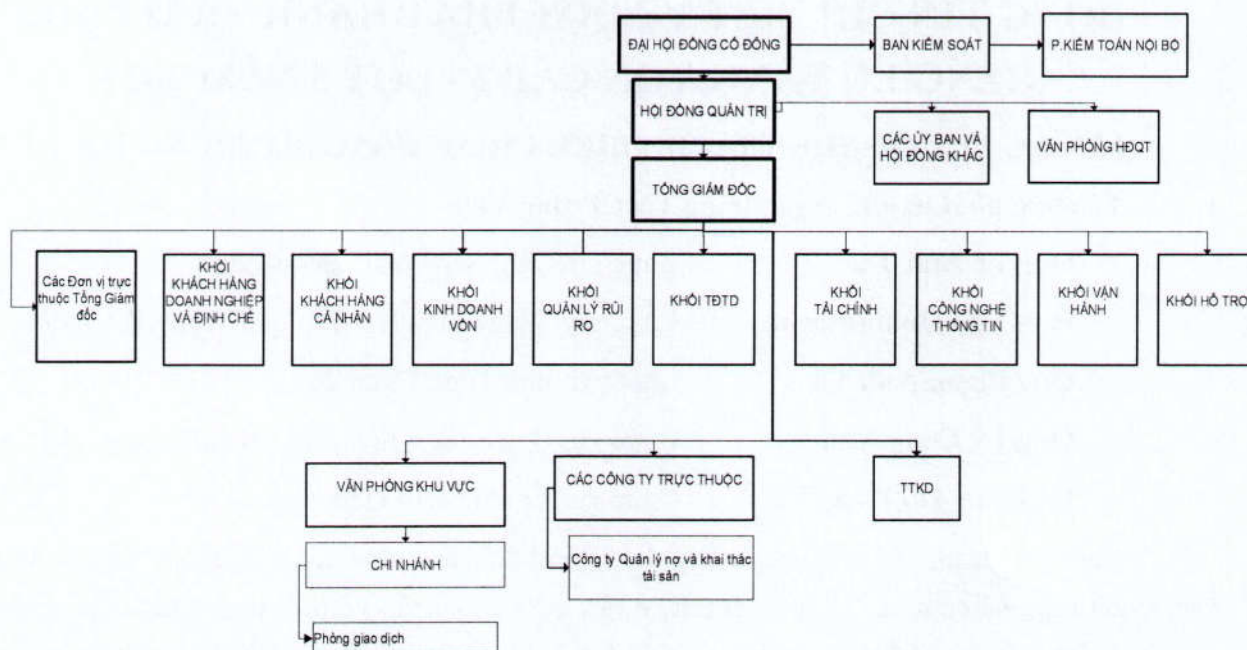 ĐẠI HỘI ĐỒNG CỔ ĐÔNG
BAN KIỂM SOÁT
P.KIỂM TOÁN NỘI BỘ
HỘI ĐỒNG QUẢN TRỊ
CÁC ỦY BAN VÀ
HỘI ĐỒNG KHÁC
VĂN PHÒNG HĐQT
TỔNG GIÁM ĐỐC
Các Đơn vị trực
thuộc Tổng Giám
đốc
KHỐI
KHÁCH HÀNG
DOANH NGHIỆP
VÀ ĐỊNH CHẾ
KHỐI
KHÁCH HÀNG
CÁ NHÂN
KHỐI
KINH DOANH
VỐN
KHỐI
QUẢN LÝ RỦI
RO
KHỐI TĐTD
KHỐI
TÀI CHÍNH
KHỐI
CÔNG NGHỆ
THÔNG TIN
KHỐI VẬN
HÀNH
KHỐI HỖ TRỢ
VĂN PHÒNG KHU VỰC
CÁC CÔNG TY TRỰC THUỘC
TTKD
CHI NHÁNH
Công ty Quản lý nợ và khai thác
tài sản
Phòng giao dịch